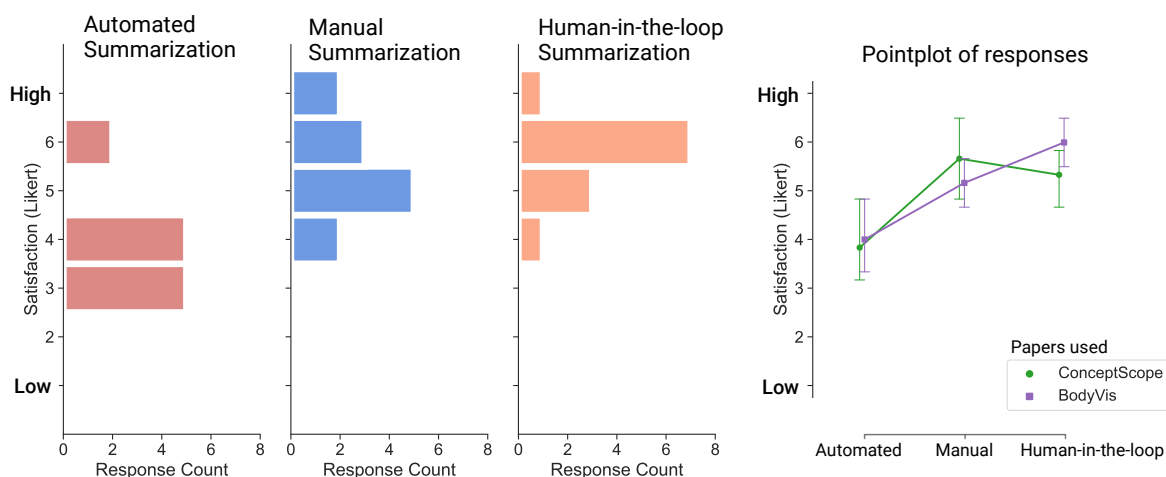 Automated
Summarization
High
6
5
4
3
2
Low
Satisfaction (Likert)
0
2
4
6
8
Response Count
Manual
Summarization
0
2
4
6
8
Response Count
Human-in-the-loop
Summarization
0
2
4
6
8
Response Count
Pointplot of responses
High
6
5
4
3
2
Low
Satisfaction (Likert)
Papers used
ConceptScope
BodyVis
Automated
Manual
Human-in-the-loop